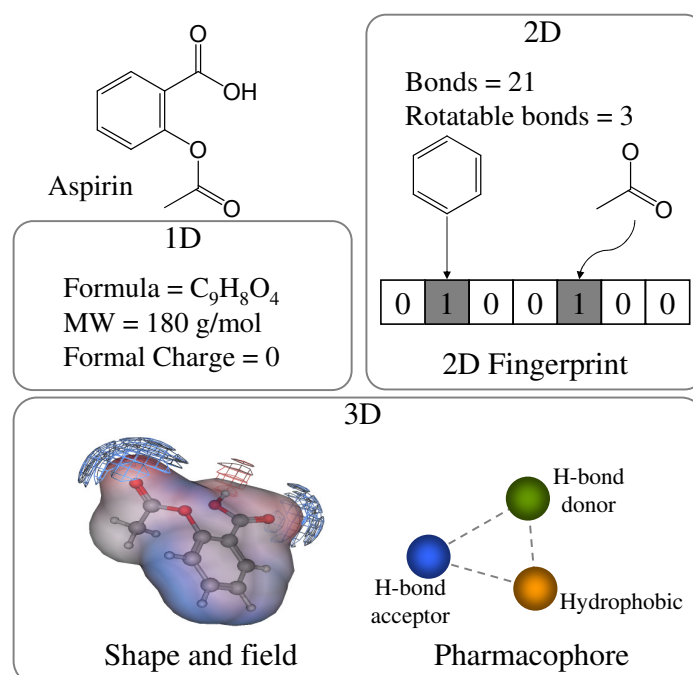 O
OH
O
O
Aspirin
1D
Formula = C₉H₈O₄
MW = 180 g/mol
Formal Charge = 0
2D
Bonds = 21
Rotatable bonds = 3
O
O
0 1 0 0 1 0 0
2D Fingerprint
3D
Shape and field
H-bond
donor
H-bond
acceptor
Hydrophobic
Pharmacophore